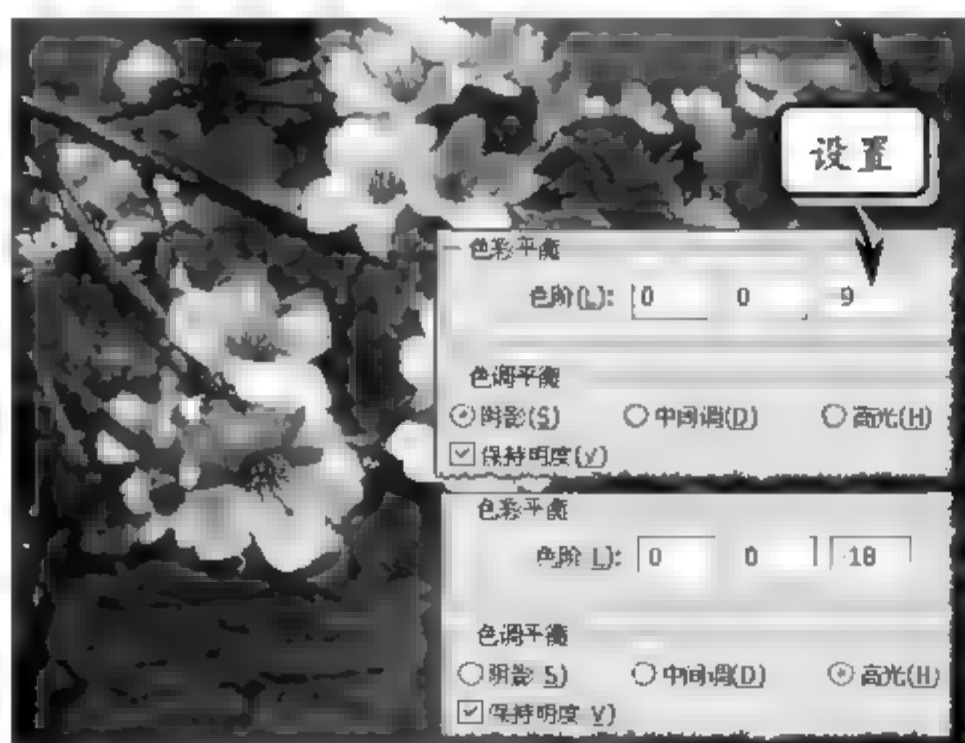 设置
色彩平衡
色阶(L): 0 0 9
色调平衡
阴影(S) 中间调(D) 高光(H)
保持明度(V)
色彩平衡
色阶 L): 0 0 -18
色调平衡
阴影 S) 中间调(D) 高光(H)
保持明度 V)